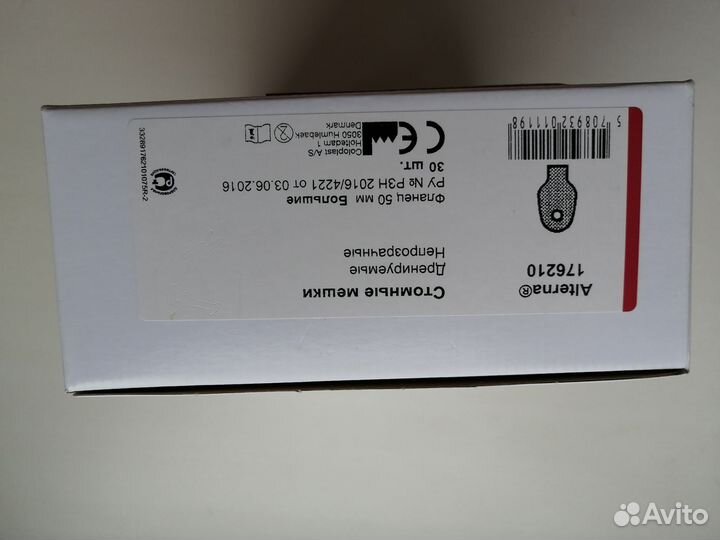 Alterna®
176210
Стомные мешки
Дренируемые
Непрозрачные
Фланец 50 мм Большие
РУ № РЗН 2016/4221 от 03.06.2016
30 шт.
Coloplast A/S
Holtedam 1
3050 Humlebaek
Denmark
CE
5 708932 011198
Avito